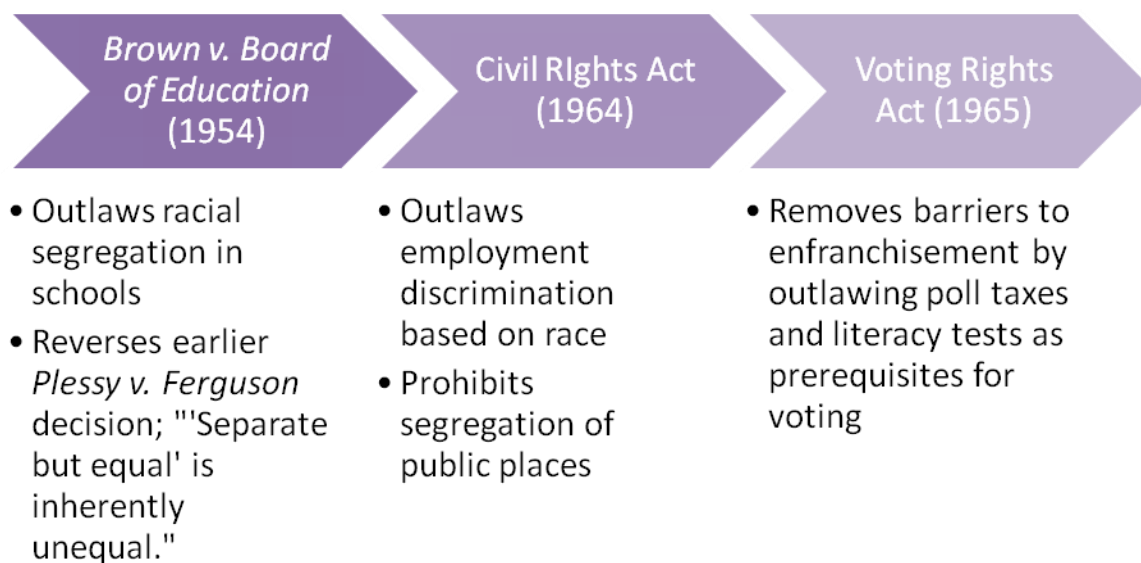 Brown v. Board
of Education
(1954)
• Outlaws racial
segregation in
schools
• Reverses earlier
Plessy v. Ferguson
decision; "'Separate
but equal' is
inherently
unequal."
Civil RIghts Act
(1964)
• Outlaws
employment
discrimination
based on race
• Prohibits
segregation of
public places
Voting Rights
Act (1965)
• Removes barriers to
enfranchisement by
outlawing poll taxes
and literacy tests as
prerequisites for
voting